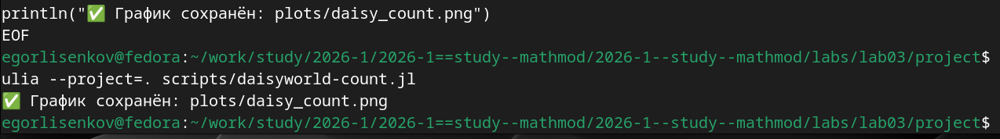 println("✅ График сохранён: plots/daisy_count.png")
EOF
egorlisenkov@fedora:~/work/study/2026-1/2026-1==study--mathmod/2026-1--study--mathmod/labs/lab03/project$
ulia --project=. scripts/daisyworld-count.jl
✅ График сохранён: plots/daisy_count.png
egorlisenkov@fedora:~/work/study/2026-1/2026-1==study--mathmod/2026-1--study--mathmod/labs/lab03/project$